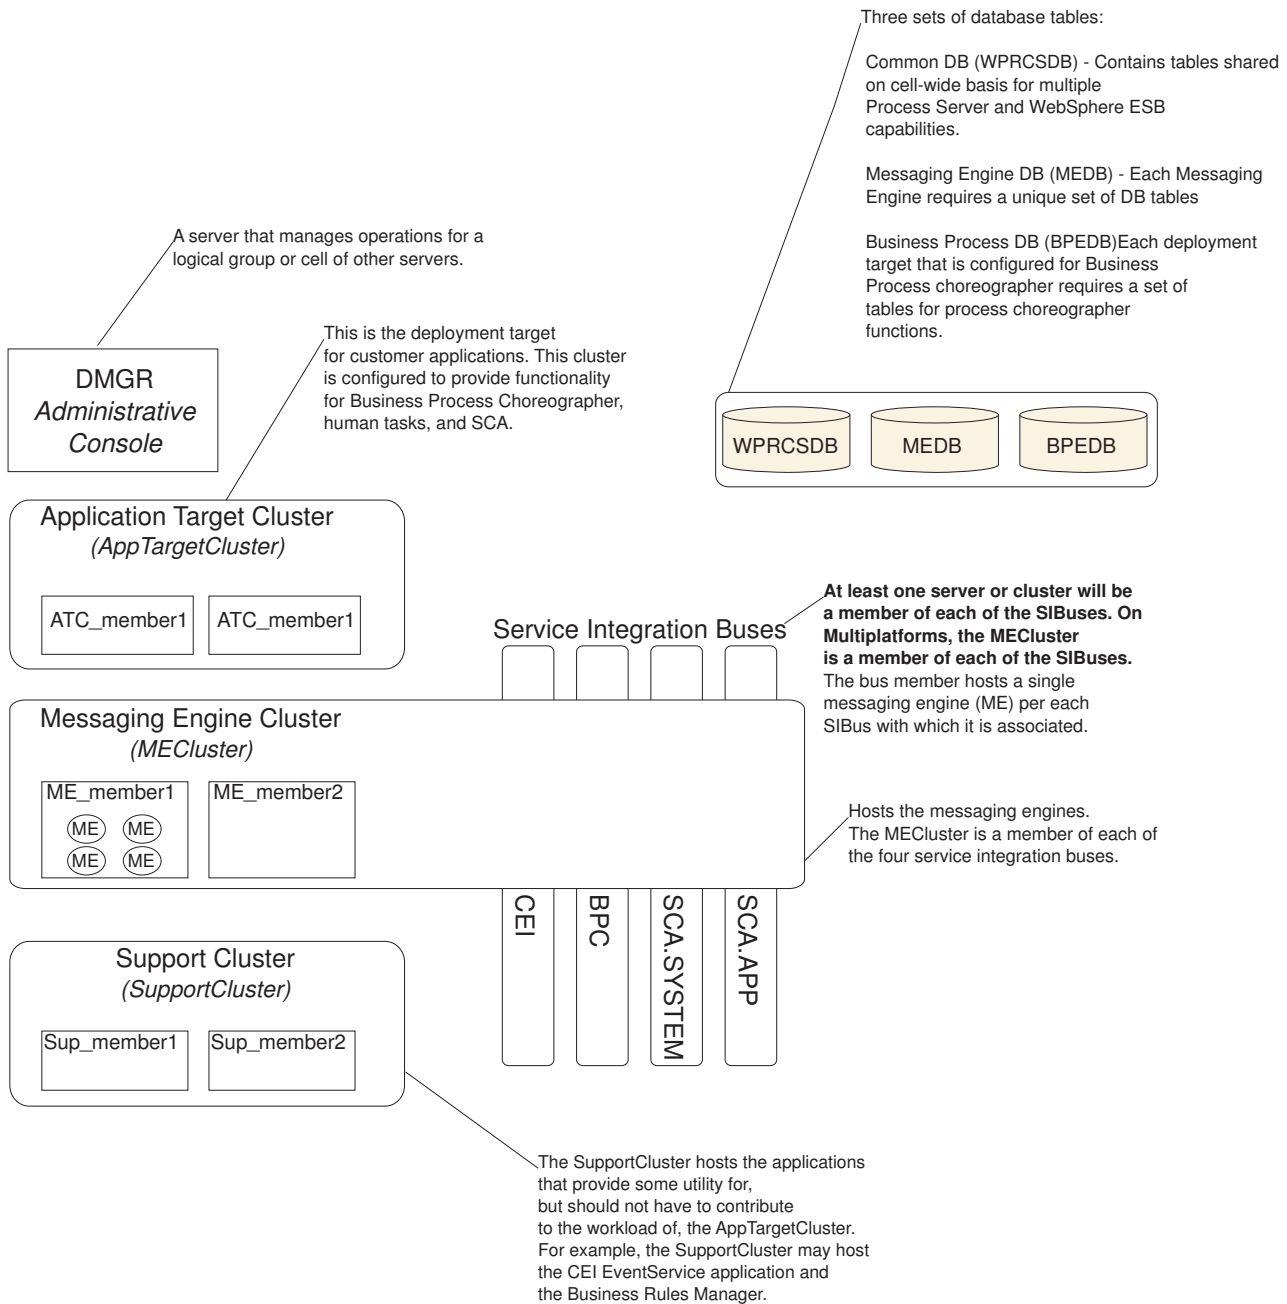 Three sets of database tables:
Common DB (WPRCSDB) - Contains tables shared
on cell-wide basis for multiple
Process Server and WebSphere ESB
capabilities.
Messaging Engine DB (MEDB) - Each Messaging
Engine requires a unique set of DB tables
Business Process DB (BPEDB)Each deployment
target that is configured for Business
Process choreographer requires a set of
tables for process choreographer
functions.
A server that manages operations for a
logical group or cell of other servers.
This is the deployment target
for customer applications. This cluster
is configured to provide functionality
for Business Process Choreographer,
human tasks, and SCA.
DMGR
Administrative
Console
WPRCSDB
MEDB
BPEDB
Application Target Cluster
(AppTargetCluster)
ATC_member1
ATC_member1
Service Integration Buses
At least one server or cluster will be
a member of each of the SIBuses. On
Multiplatforms, the MECluster
is a member of each of the SIBuses.
The bus member hosts a single
messaging engine (ME) per each
SIBus with which it is associated.
Messaging Engine Cluster
(MECluster)
ME_member1
ME_member2
ME
ME
ME
ME
Hosts the messaging engines.
The MECluster is a member of each of
the four service integration buses.
CEI
BPC
SCA.SYSTEM
SCA.APP
Support Cluster
(SupportCluster)
Sup_member1
Sup_member2
The SupportCluster hosts the applications
that provide some utility for,
but should not have to contribute
to the workload of, the AppTargetCluster.
For example, the SupportCluster may host
the CEI EventService application and
the Business Rules Manager.